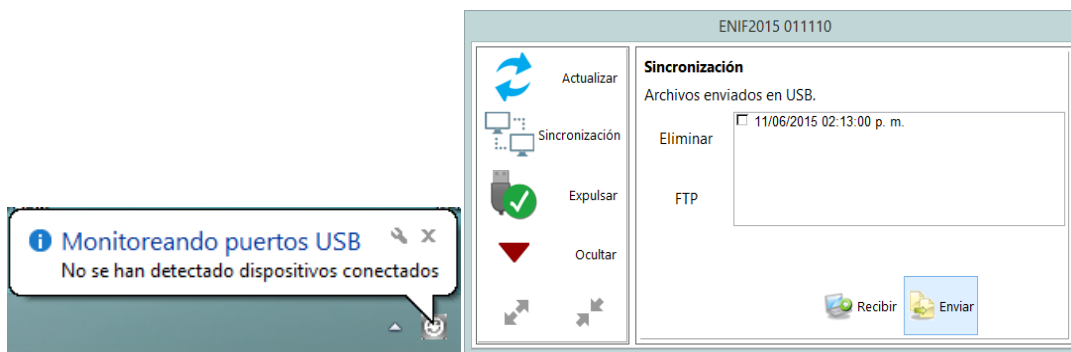 Monitoreando puertos USB
No se han detectado dispositivos conectados
ENIF2015 011110
Actualizar
Sincronización
Expulsar
Ocultar
Sincronización
Archivos enviados en USB.
Eliminar
11/06/2015 02:13:00 p. m.
FTP
Recibir
Enviar